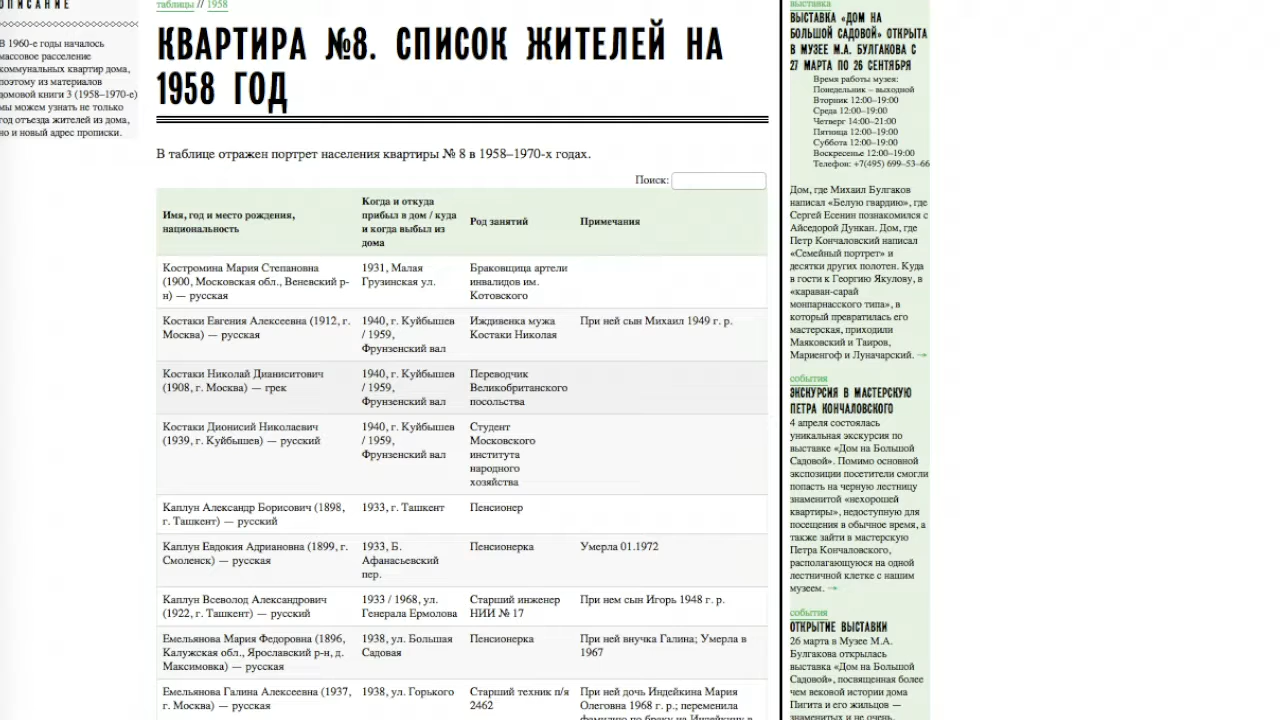 ОПИСАНИЕ
В 1960-е годы началось
массовое расселение
коммунальных квартир дома,
поэтому из материалов
домовой книги 3 (1958–1970-е)
мы можем узнать не только
год отъезда жителей из дома,
но и новый адрес прописки.
таблицы // 1958
КВАРТИРА №8. СПИСОК ЖИТЕЛЕЙ НА
1958 ГОД
В таблице отражен портрет населения квартиры № 8 в 1958–1970-х годах.
Поиск:
Имя, год и место рождения,
национальность
Когда и откуда
прибыл в дом / куда
и когда выбыл из
дома
Род занятий
Примечания
Костромина Мария Степановна
(1900, Московская обл., Веневский р-
н) — русская
1931, Малая
Грузинская ул.
Браковщица артели
инвалидов им.
Котовского
Костаки Евгения Алексеевна (1912, г.
Москва) — русская
1940, г. Куйбышев
/ 1959,
Фрунзенский вал
Иждивенка мужа
Костаки Николая
При ней сын Михаил 1949 г. р.
Костаки Николай Дианиситович
(1908, г. Москва) — грек
1940, г. Куйбышев
/ 1959,
Фрунзенский вал
Переводчик
Великобританского
посольства
Костаки Дионисий Николаевич
(1939, г. Куйбышев) — русский
1940, г. Куйбышев
/ 1959,
Фрунзенский вал
Студент
Московского
института
народного
хозяйства
Каплун Александр Борисович (1898,
г. Ташкент) — русский
1933, г. Ташкент
Пенсионер
Каплун Евдокия Адриановна (1899, г.
Смоленск) — русская
1933, Б.
Афанасьевский
пер.
Пенсионерка
Умерла 01.1972
Каплун Всеволод Александрович
(1922, г. Ташкент) — русский
1933 / 1968, ул.
Генерала Ермолова
Старший инженер
НИИ № 17
При нем сын Игорь 1948 г. р.
Емельянова Мария Федоровна (1896,
Калужская обл., Ярославский р-н, д.
Максимовка) — русская
1938, ул. Большая
Садовая
Пенсионерка
При ней внучка Галина; Умерла в
1967
Емельянова Галина Алексеевна (1937,
г. Москва) — русская
1938, ул. Горького
Старший техник п/я
2462
При ней дочь Индейкина Мария
Олеговна 1968 г. р.; переменила
фамилию по браку на Индейкину в
выставка
ВЫСТАВКА «ДОМ НА
БОЛЬШОЙ САДОВОЙ» ОТКРЫТА
В МУЗЕЕ М.А. БУЛГАКОВА С
27 МАРТА ПО 26 СЕНТЯБРЯ
Время работы музея:
Понедельник – выходной
Вторник 12:00–19:00
Среда 12:00–19:00
Четверг 14:00–21:00
Пятница 12:00–19:00
Суббота 12:00–19:00
Воскресенье 12:00–19:00
Телефон: +7(495) 699–53–66
Дом, где Михаил Булгаков
написал «Белую гвардию», где
Сергей Есенин познакомился с
Айседорой Дункан. Дом, где
Петр Кончаловский написал
«Семейный портрет» и
десятки других полотен. Куда
в гости к Георгию Якулову, в
«караван-сарай
монпарнасского типа», в
который превратилась его
мастерская, приходили
Маяковский и Таиров,
Мариенгоф и Луначарский. →
события
ЭКСКУРСИЯ В МАСТЕРСКУЮ
ПЕТРА КОНЧАЛОВСКОГО
4 апреля состоялась
уникальная экскурсия по
выставке «Дом на Большой
Садовой». Помимо основной
экспозиции посетители смогли
попасть на черную лестницу
знаменитой «нехорошей
квартиры», недоступную для
посещения в обычное время, а
также зайти в мастерскую
Петра Кончаловского,
располагающуюся на одной
лестничной клетке с нашим
музеем. →
события
ОТКРЫТИЕ ВЫСТАВКИ
26 марта в Музее М.А.
Булгакова открылась
выставка «Дом на Большой
Садовой», посвященная более
чем вековой истории дома
Пигита и его жильцов —
знаменитых и не очень.